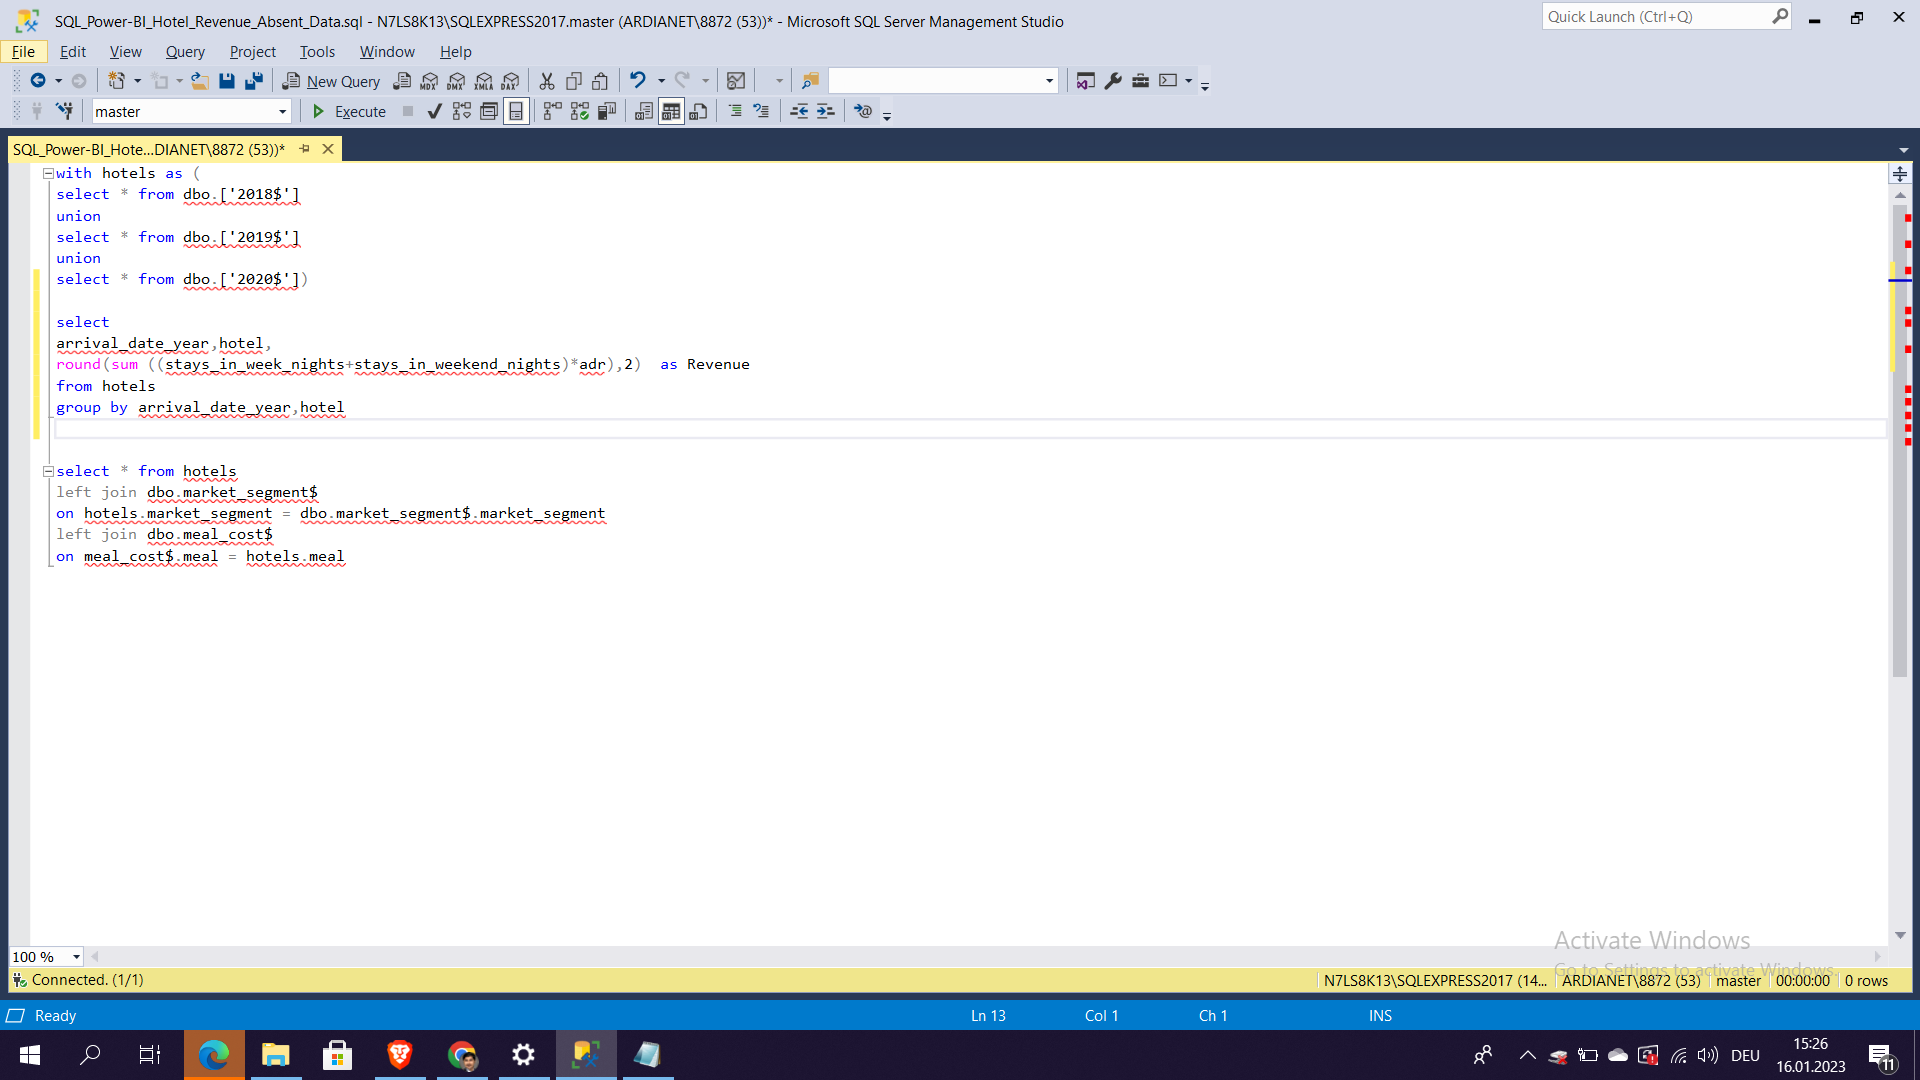 SQL_Power-BI_Hotel_Revenue_Absent_Data.sql - N7LS8K13\SQLEXPRESS2017.master (ARDIANET\8872 (53))* - Microsoft SQL Server Management Studio
Quick Launch (Ctrl+Q)
File Edit View Query Project Tools Window Help
New Query MDX DMX XMLA DAX
master Execute
SQL_Power-BI_Hote...DIANET\8872 (53))*
with hotels as (
select * from dbo.['2018$']
union
select * from dbo.['2019$']
union
select * from dbo.['2020$'])
select
arrival_date_year,hotel,
round(sum ((stays_in_week_nights+stays_in_weekend_nights)*adr),2)  as Revenue
from hotels
group by arrival_date_year,hotel
select * from hotels
left join dbo.market_segment$
on hotels.market_segment = dbo.market_segment$.market_segment
left join dbo.meal_cost$
on meal_cost$.meal = hotels.meal
Activate Windows
Go to Settings to activate Windows.
100 %
Connected. (1/1) N7LS8K13\SQLEXPRESS2017 (14... ARDIANET\8872 (53) master 00:00:00 0 rows
Ready Ln 13 Col 1 Ch 1 INS
DEU 15:26
16.01.2023
11